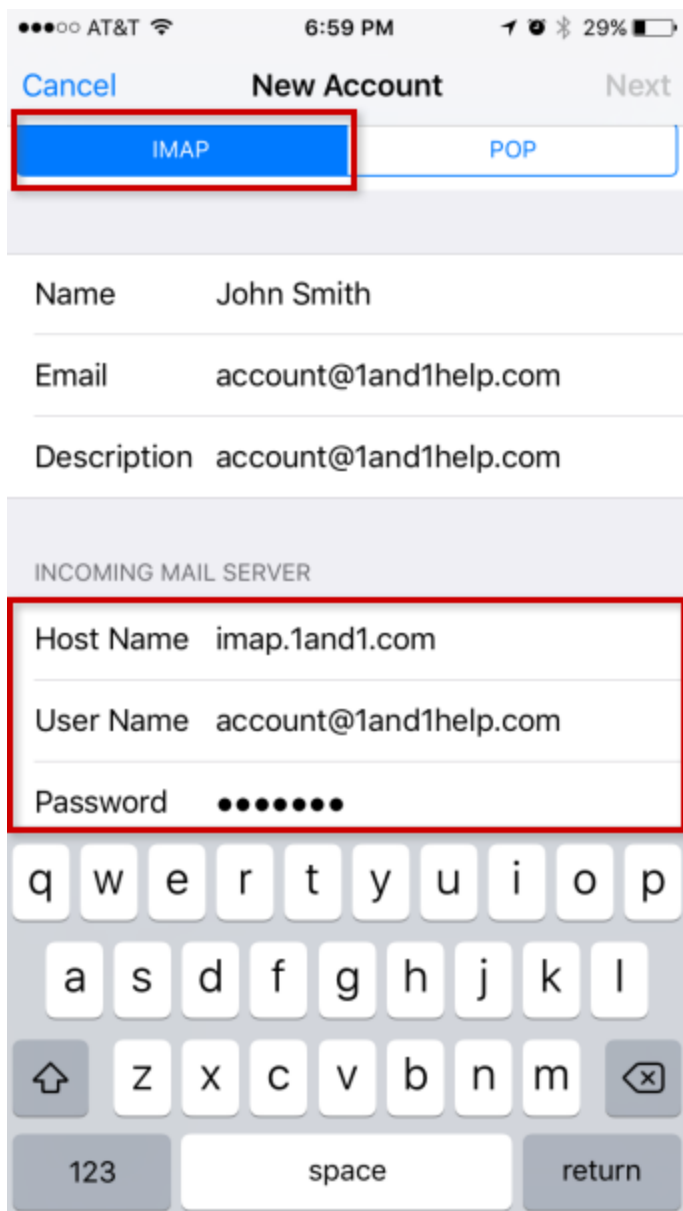 AT&T 6:59 PM 29%
Cancel New Account Next
IMAP POP
Name John Smith
Email account@1and1help.com
Description account@1and1help.com
INCOMING MAIL SERVER
Host Name imap.1and1.com
User Name account@1and1help.com
Password •••••••
q w e r t y u i o p
a s d f g h j k l
z x c v b n m
123 space return